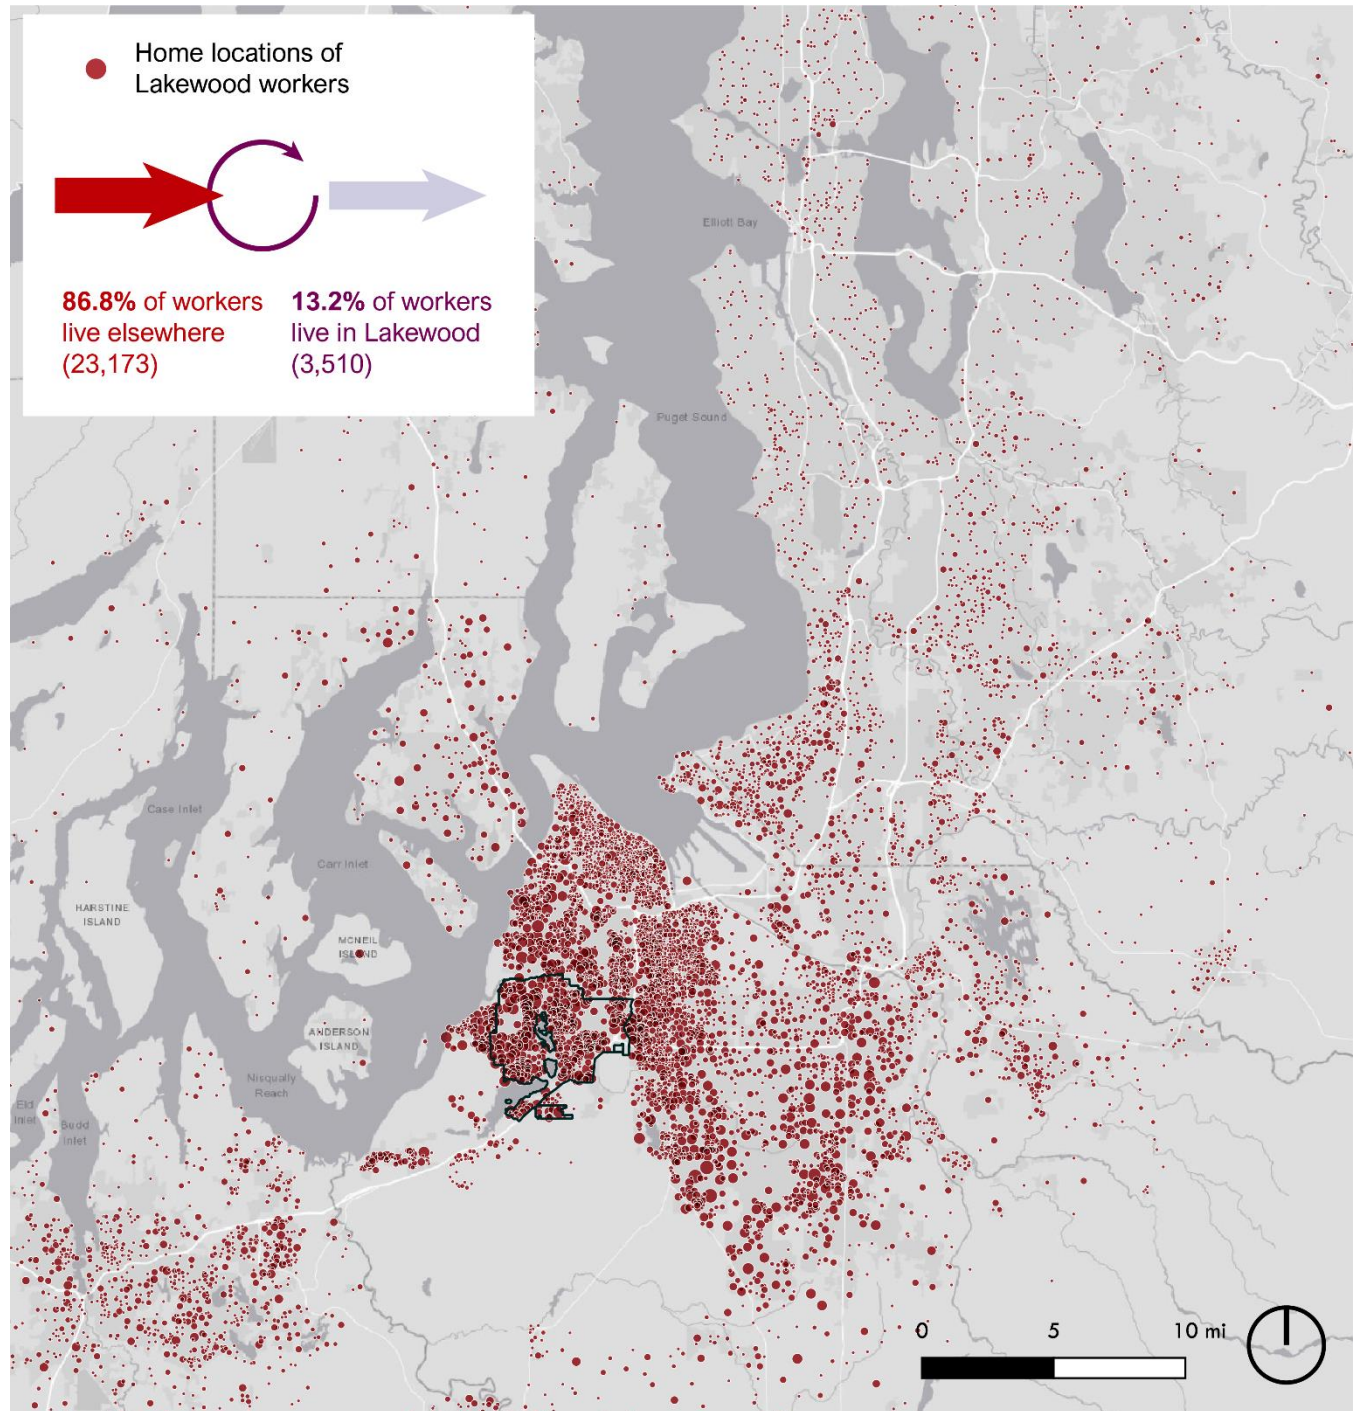 Home locations of
Lakewood workers
86.8% of workers
live elsewhere
(23,173)
13.2% of workers
live in Lakewood
(3,510)
Elliott Bay
Puget Sound
Case Inlet
Carr Inlet
HARSTINE
ISLAND
MCNEIL
ISLAND
ANDERSON
ISLAND
Nisqually
Reach
Eld
Inlet
Budd
Inlet
0 5 10 mi